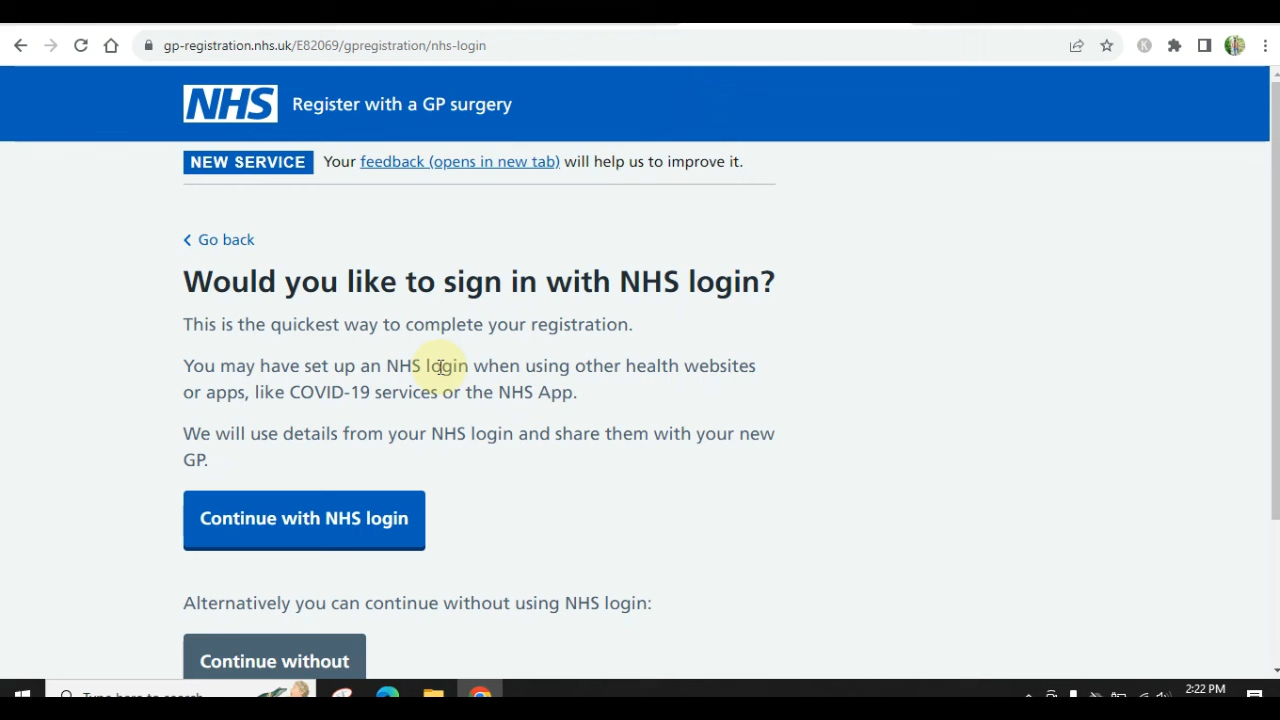 gp-registration.nhs.uk/E82069/gpregistration/nhs-login
K
NHS Register with a GP surgery
NEW SERVICE Your feedback (opens in new tab) will help us to improve it.
Go back
Would you like to sign in with NHS login?
This is the quickest way to complete your registration.
You may have set up an NHS login when using other health websites
or apps, like COVID-19 services or the NHS App.
We will use details from your NHS login and share them with your new
GP.
Continue with NHS login
Alternatively you can continue without using NHS login:
Continue without
Type here to search
2:22 PM